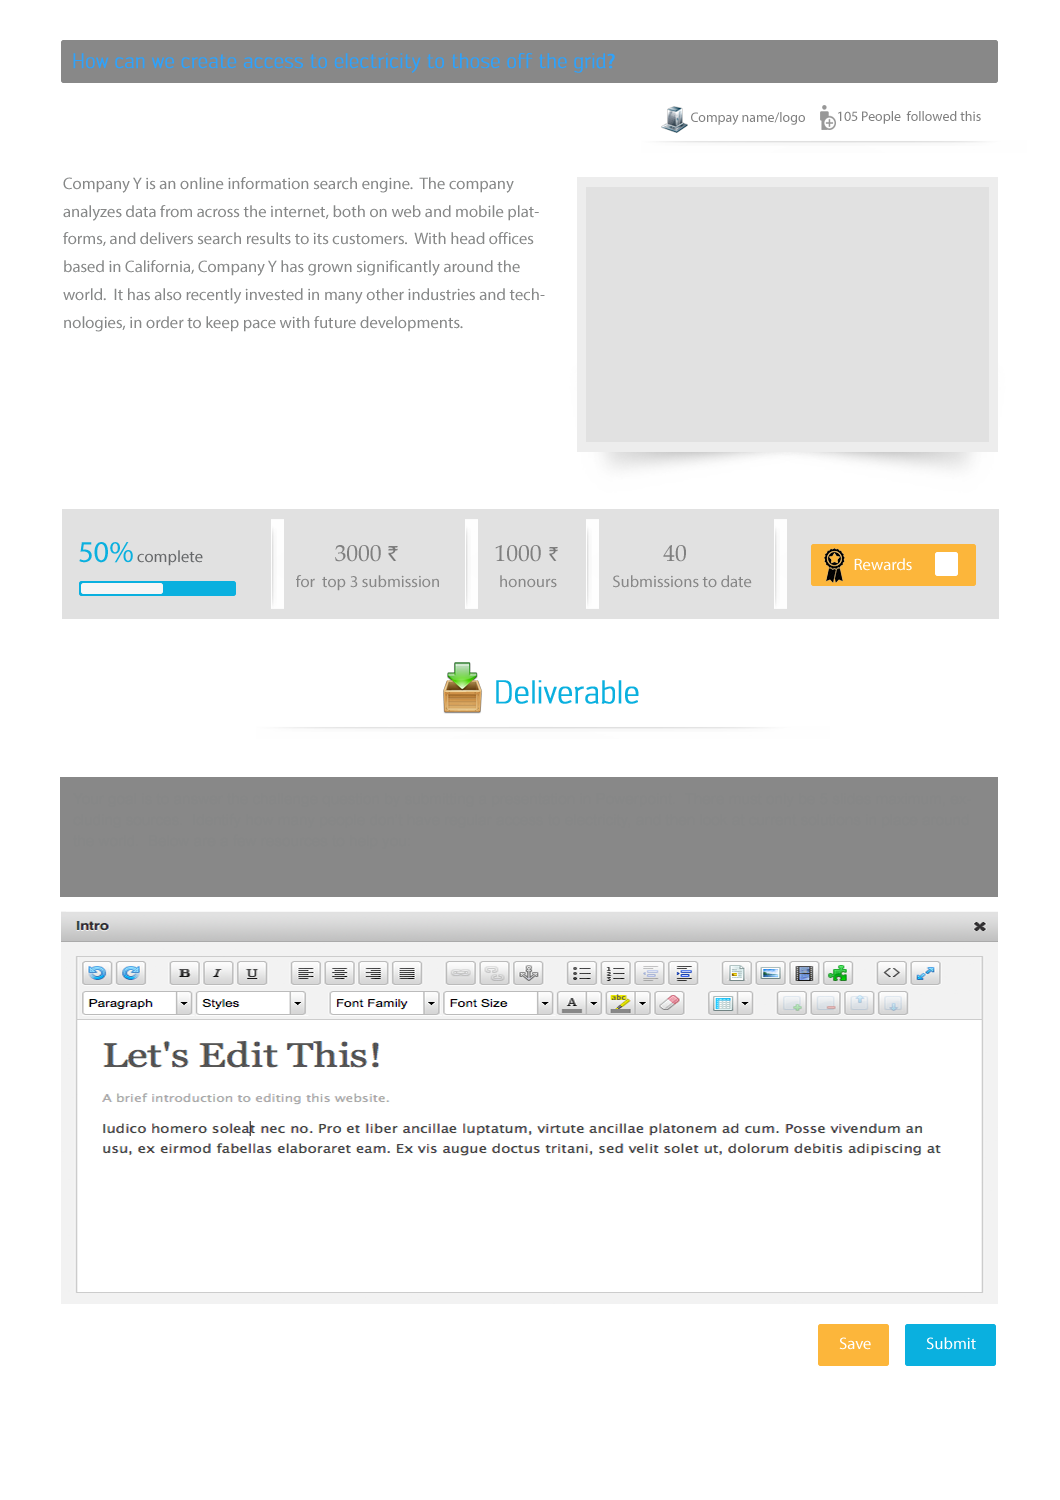 How can we create access to electricity to those off the grid?
Compay name/logo 105 People followed this
Company Y is an online information search engine. The company
analyzes data from across the internet, both on web and mobile plat-
forms, and delivers search results to its customers. With head offices
based in California, Company Y has grown significantly around the
world. It has also recently invested in many other industries and tech-
nologies, in order to keep pace with future developments.
50% complete
3000 ₹
for top 3 submission
1000 ₹
honours
40
Submissions to date
Rewards
Deliverable
Intro
B I U
Paragraph Styles Font Family Font Size A abc
Let's Edit This!
A brief introduction to editing this website.
Iudico homero soleat nec no. Pro et liber ancillae luptatum, virtute ancillae platonem ad cum. Posse vivendum an
usu, ex eirmod fabellas elaboraret eam. Ex vis augue doctus tritani, sed velit solet ut, dolorum debitis adipiscing at
Save Submit